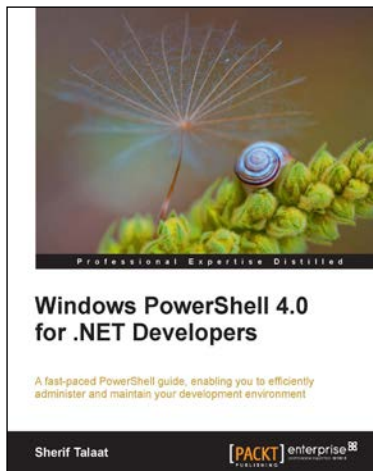 Professional Expertise Distilled
Windows PowerShell 4.0
for .NET Developers
A fast-paced PowerShell guide, enabling you to efficiently
administer and maintain your development environment
Sherif Talaat
[PACKT] enterprise
PUBLISHING